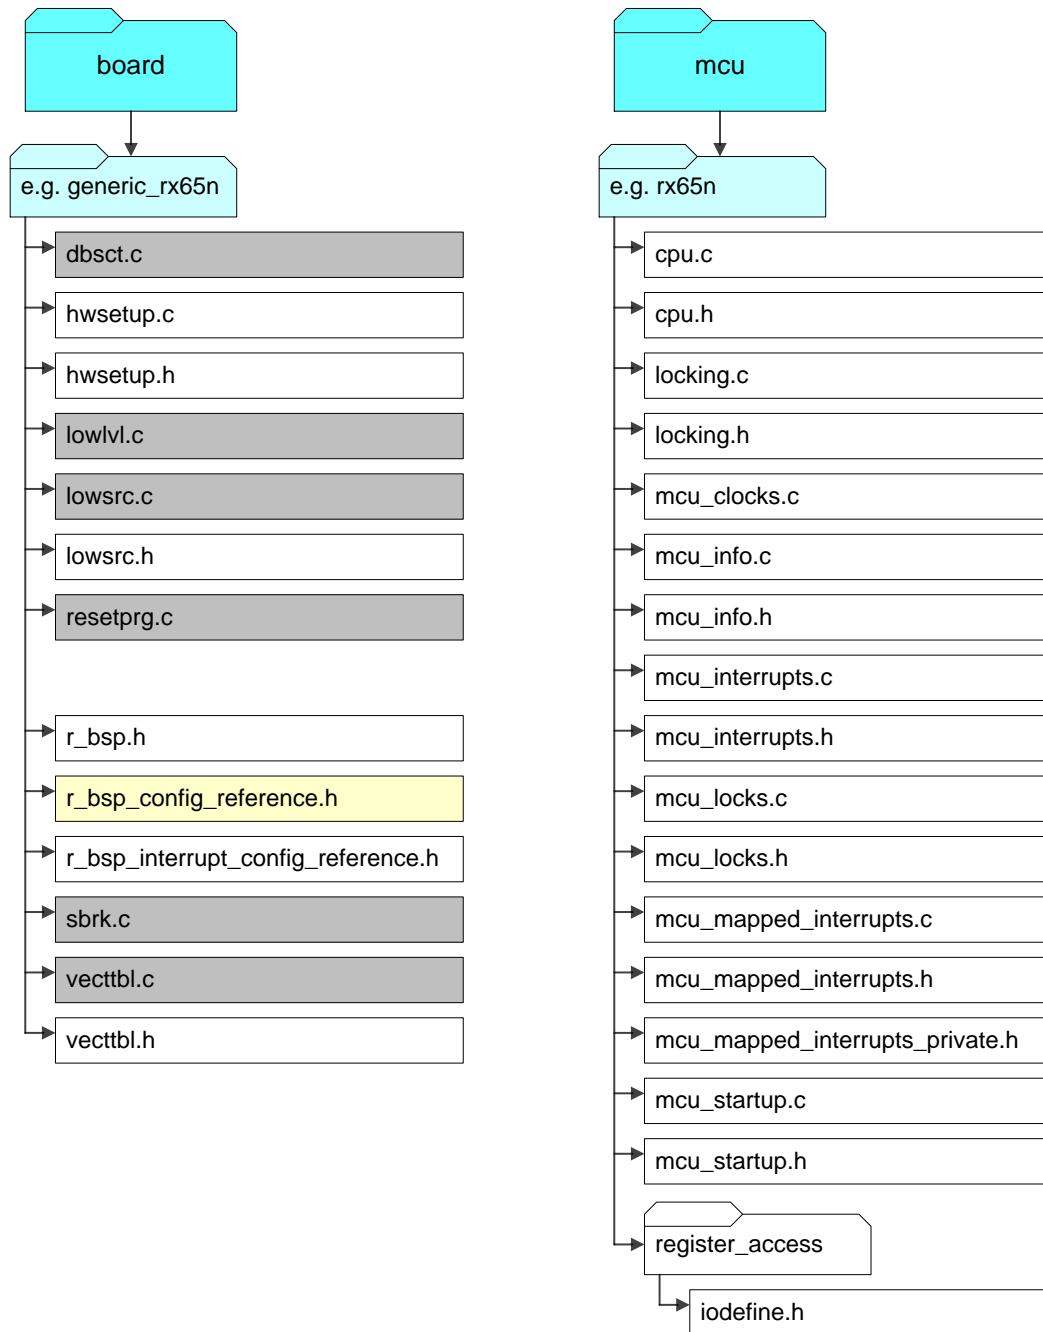 board
e.g. generic_rx65n
dbsct.c
hwsetup.c
hwsetup.h
lowlvl.c
lowsrc.c
lowsrc.h
resetprg.c
r_bsp.h
r_bsp_config_reference.h
r_bsp_interrupt_config_reference.h
sbrk.c
vecttbl.c
vecttbl.h
mcu
e.g. rx65n
cpu.c
cpu.h
locking.c
locking.h
mcu_clocks.c
mcu_info.c
mcu_info.h
mcu_interrupts.c
mcu_interrupts.h
mcu_locks.c
mcu_locks.h
mcu_mapped_interrupts.c
mcu_mapped_interrupts.h
mcu_mapped_interrupts_private.h
mcu_startup.c
mcu_startup.h
register_access
iodefine.h